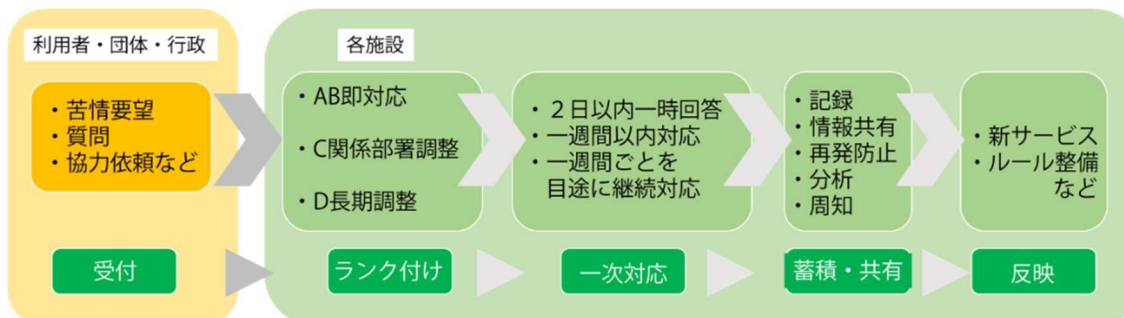 利用者・団体・行政
各施設
・苦情要望
・質問
・協力依頼など
・AB即対応
・C関係部署調整
・D長期調整
・２日以内一時回答
・一週間以内対応
・一週間ごとを
目途に継続対応
・記録
・情報共有
・再発防止
・分析
・周知
・新サービス
・ルール整備
など
受付
ランク付け
一次対応
蓄積・共有
反映